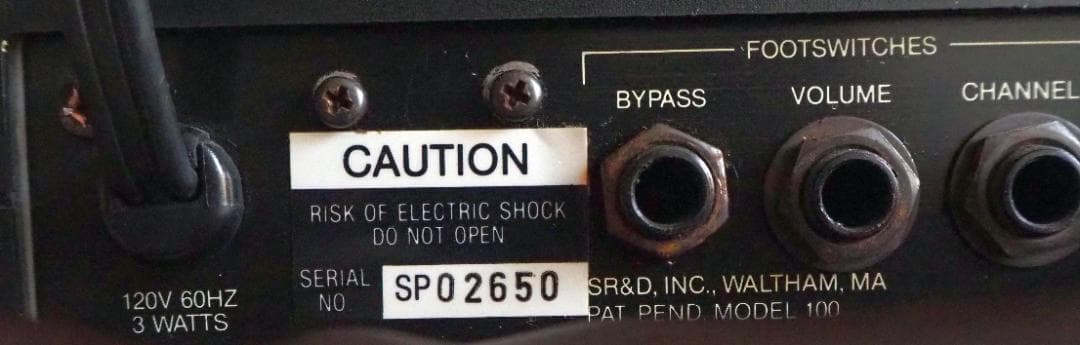 FOOTSWITCHES
BYPASS VOLUME CHANNEL
CAUTION
RISK OF ELECTRIC SHOCK
DO NOT OPEN
SERIAL
NO.
SP02650
120V 60HZ
3 WATTS
SR&D, INC., WALTHAM, MA
PAT. PEND. MODEL 100